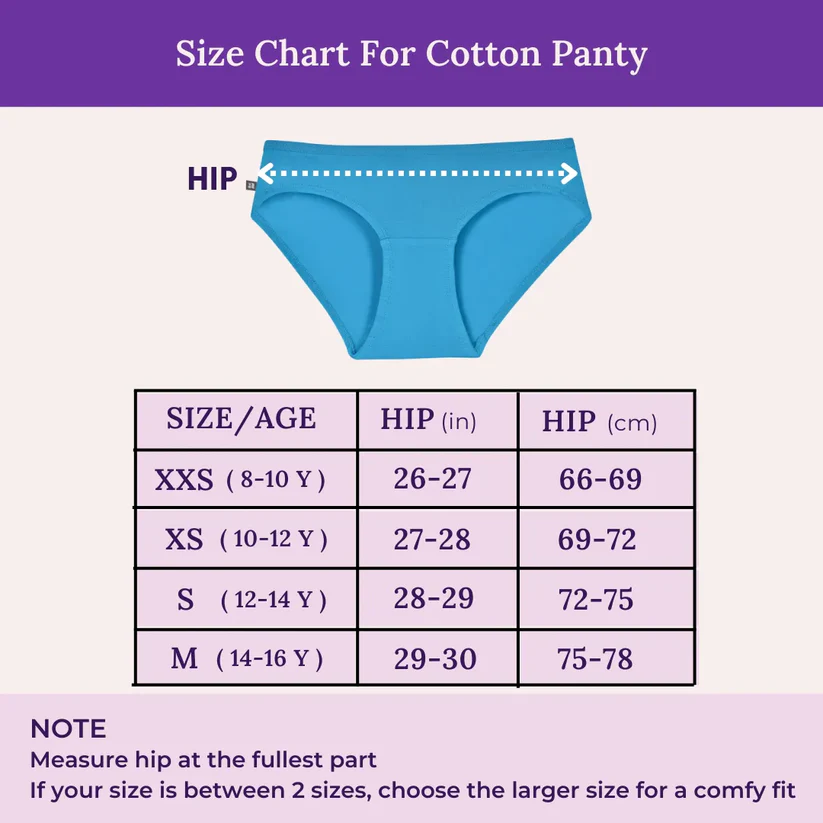 Size Chart For Cotton Panty
HIP
SIZE/AGE HIP (in) HIP (cm)
XXS ( 8-10 Y ) 26-27 66-69
XS ( 10-12 Y ) 27-28 69-72
S ( 12-14 Y ) 28-29 72-75
M ( 14-16 Y ) 29-30 75-78
NOTE
Measure hip at the fullest part
If your size is between 2 sizes, choose the larger size for a comfy fit